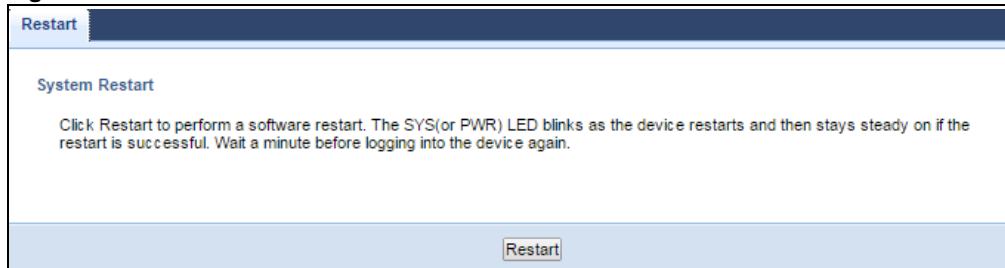 Restart
System Restart
Click Restart to perform a software restart. The SYS(or PWR) LED blinks as the device restarts and then stays steady on if the
restart is successful. Wait a minute before logging into the device again.
Restart